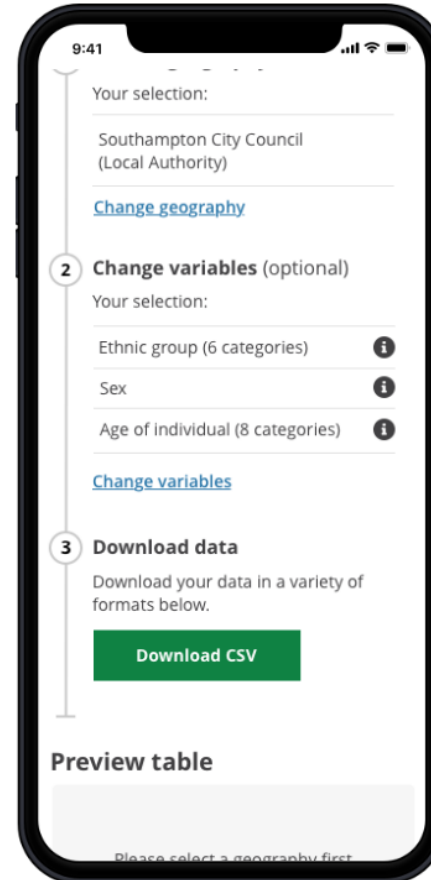 9:41
Your selection:
Southampton City Council
(Local Authority)
Change geography
2 Change variables (optional)
Your selection:
Ethnic group (6 categories)
Sex
Age of individual (8 categories)
Change variables
3 Download data
Download your data in a variety of
formats below.
Download CSV
Preview table
Please select a geography first